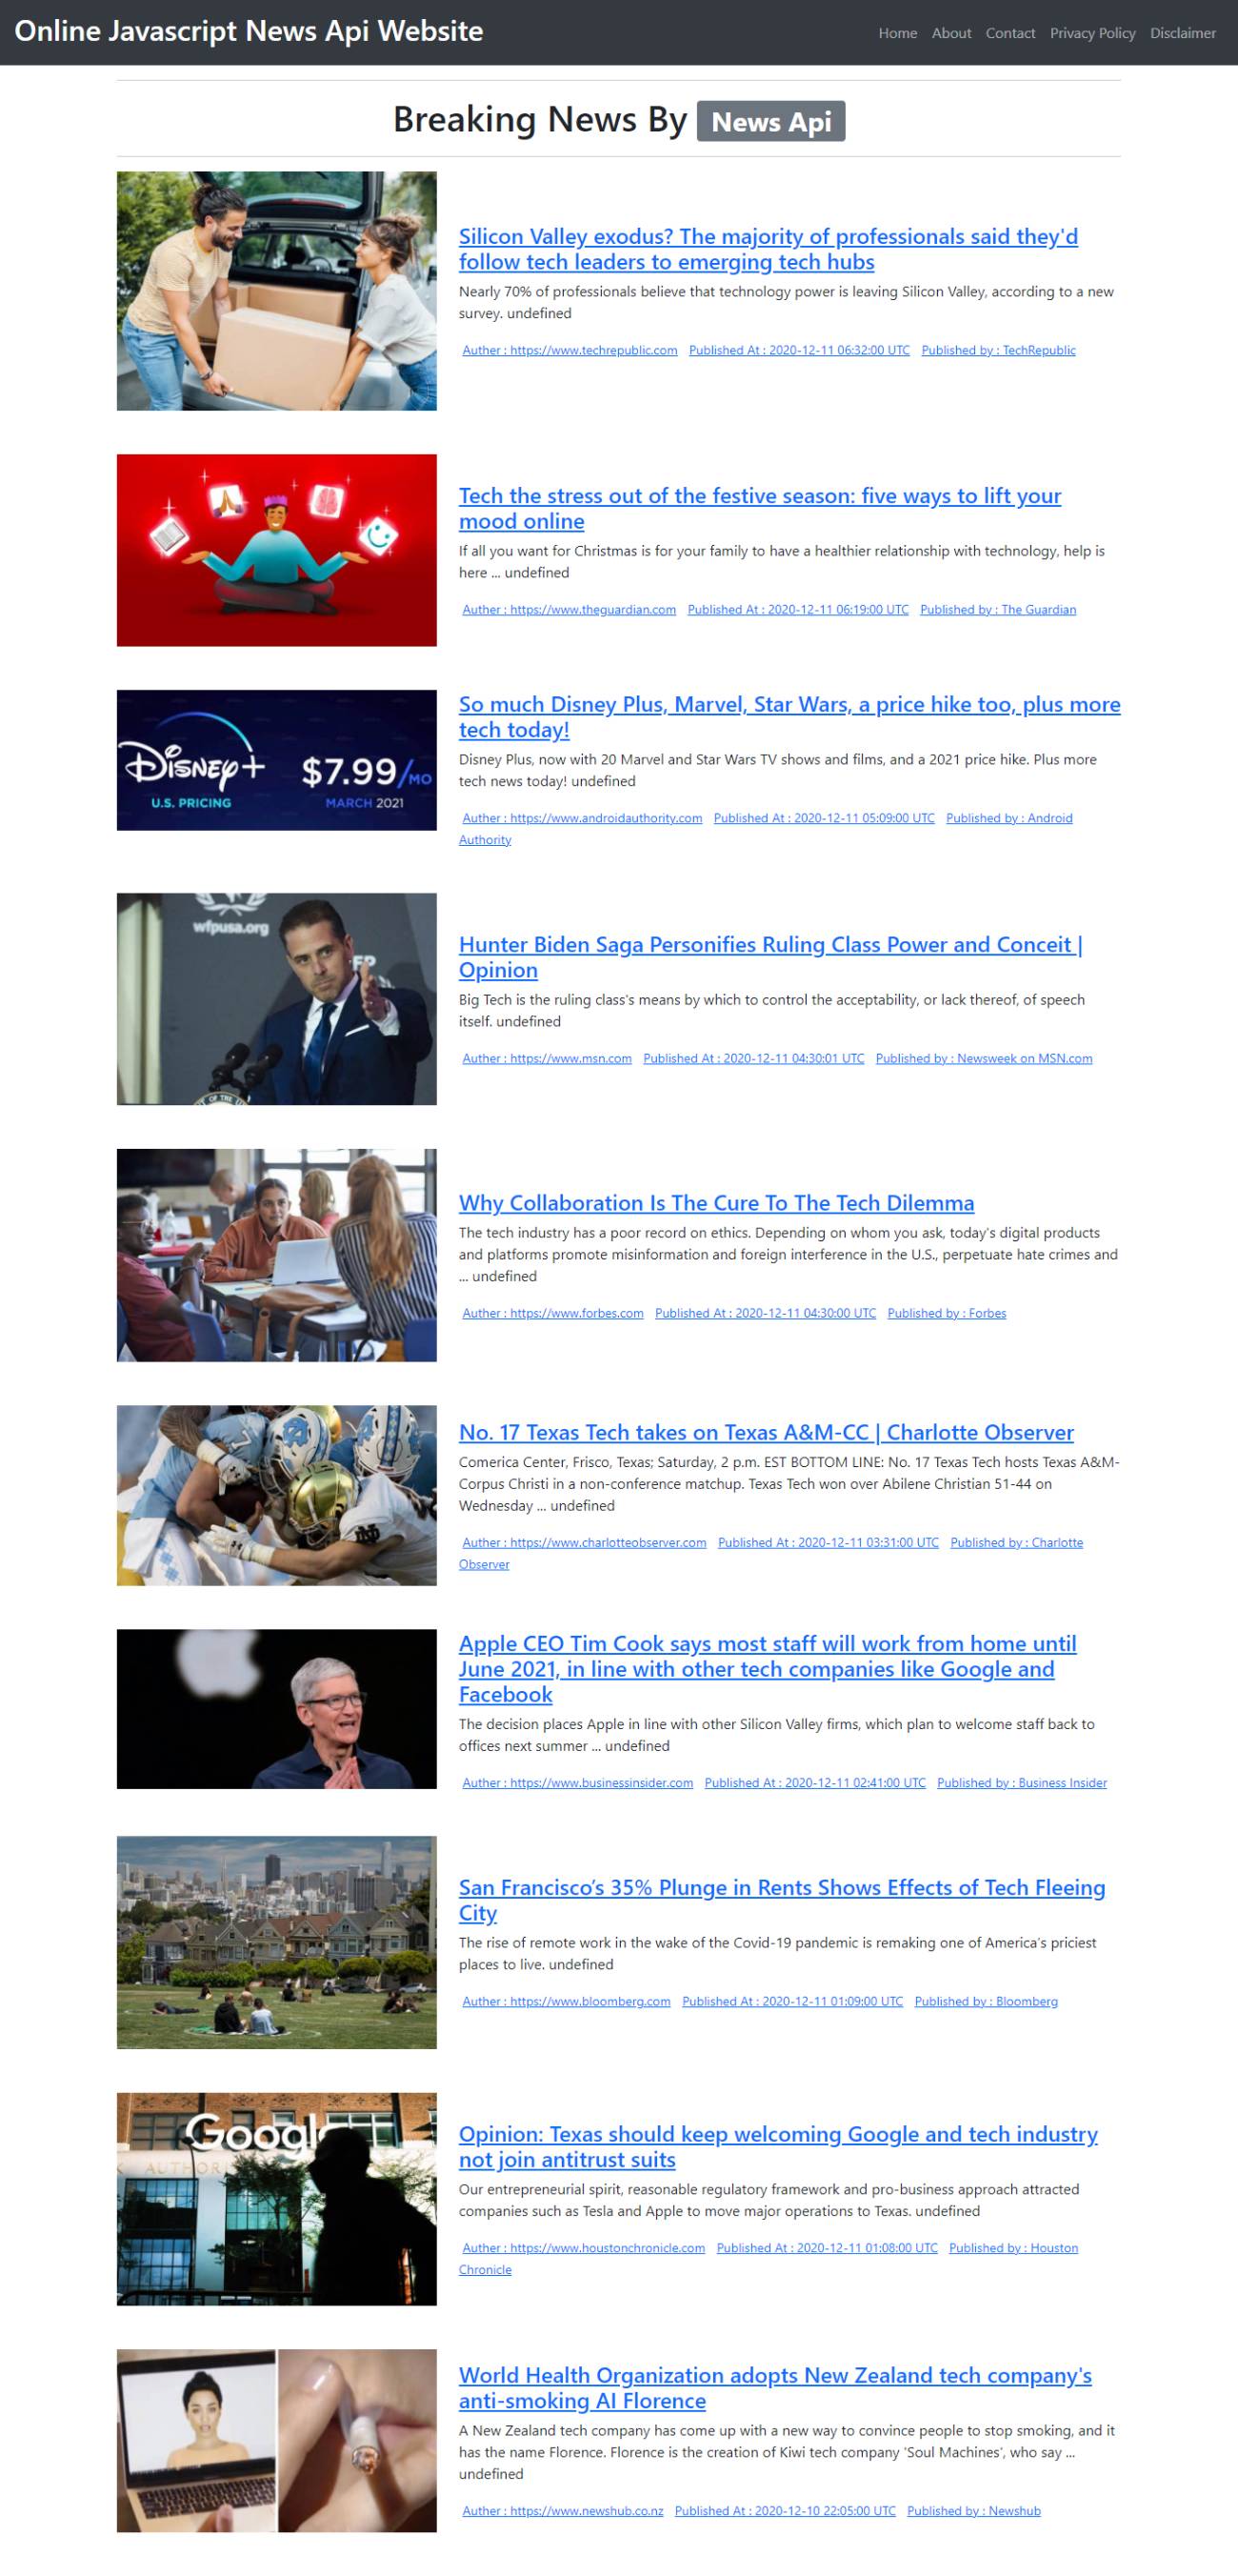 Online Javascript News Api Website
Home About Contact Privacy Policy Disclaimer
Breaking News By News Api
Silicon Valley exodus? The majority of professionals said they'd
follow tech leaders to emerging tech hubs
Nearly 70% of professionals believe that technology power is leaving Silicon Valley, according to a new
survey. undefined
Auther : https://www.techrepublic.com Published At : 2020-12-11 06:32:00 UTC Published by : TechRepublic
Tech the stress out of the festive season: five ways to lift your
mood online
If all you want for Christmas is for your family to have a healthier relationship with technology, help is
here ... undefined
Auther : https://www.theguardian.com Published At : 2020-12-11 06:19:00 UTC Published by : The Guardian
Disney+
$7.99/MO
U.S. PRICING
MARCH 2021
So much Disney Plus, Marvel, Star Wars, a price hike too, plus more
tech today!
Disney Plus, now with 20 Marvel and Star Wars TV shows and films, and a 2021 price hike. Plus more
tech news today! undefined
Auther : https://www.androidauthority.com Published At : 2020-12-11 05:09:00 UTC Published by : Android
Authority
wfpusa.org
Hunter Biden Saga Personifies Ruling Class Power and Conceit |
Opinion
Big Tech is the ruling class's means by which to control the acceptability, or lack thereof, of speech
itself. undefined
Auther : https://www.msn.com Published At : 2020-12-11 04:30:01 UTC Published by : Newsweek on MSN.com
Why Collaboration Is The Cure To The Tech Dilemma
The tech industry has a poor record on ethics. Depending on whom you ask, today's digital products
and platforms promote misinformation and foreign interference in the U.S., perpetuate hate crimes and
... undefined
Auther : https://www.forbes.com Published At : 2020-12-11 04:30:00 UTC Published by : Forbes
No. 17 Texas Tech takes on Texas A&M-CC | Charlotte Observer
Comerica Center, Frisco, Texas; Saturday, 2 p.m. EST BOTTOM LINE: No. 17 Texas Tech hosts Texas A&M-
Corpus Christi in a non-conference matchup. Texas Tech won over Abilene Christian 51-44 on
Wednesday ... undefined
Auther : https://www.charlotteobserver.com Published At : 2020-12-11 03:31:00 UTC Published by : Charlotte
Observer
Apple CEO Tim Cook says most staff will work from home until
June 2021, in line with other tech companies like Google and
Facebook
The decision places Apple in line with other Silicon Valley firms, which plan to welcome staff back to
offices next summer ... undefined
Auther : https://www.businessinsider.com Published At : 2020-12-11 02:41:00 UTC Published by : Business Insider
San Francisco’s 35% Plunge in Rents Shows Effects of Tech Fleeing
City
The rise of remote work in the wake of the Covid-19 pandemic is remaking one of America’s priciest
places to live. undefined
Auther : https://www.bloomberg.com Published At : 2020-12-11 01:09:00 UTC Published by : Bloomberg
Google
Opinion: Texas should keep welcoming Google and tech industry
not join antitrust suits
Our entrepreneurial spirit, reasonable regulatory framework and pro-business approach attracted
companies such as Tesla and Apple to move major operations to Texas. undefined
Auther : https://www.houstonchronicle.com Published At : 2020-12-11 01:08:00 UTC Published by : Houston
Chronicle
World Health Organization adopts New Zealand tech company's
anti-smoking AI Florence
A New Zealand tech company has come up with a new way to convince people to stop smoking, and it
has the name Florence. Florence is the creation of Kiwi tech company 'Soul Machines', who say ...
undefined
Auther : https://www.newshub.co.nz Published At : 2020-12-10 22:05:00 UTC Published by : Newshub